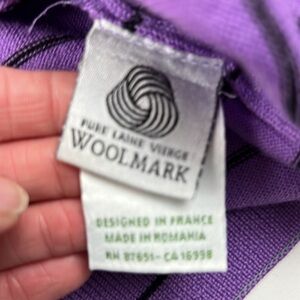 PURE LAINE VIERGE
WOOLMARK
DESIGNED IN FRANCE
MADE IN ROMANIA
RN 87651 - CA 16998